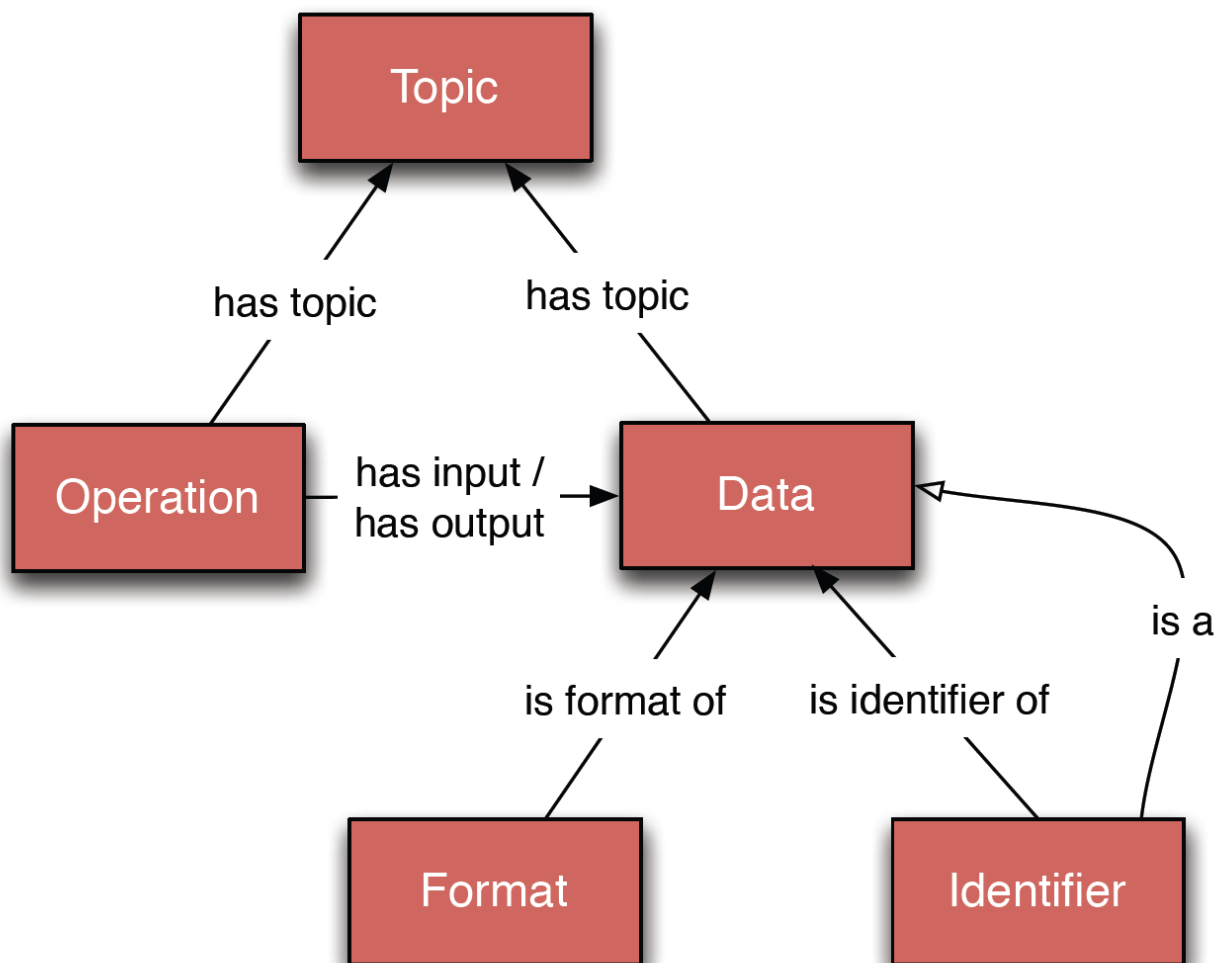 Topic
has topic
has topic
Operation
has input /
has output
Data
is a
is format of
is identifier of
Format
Identifier